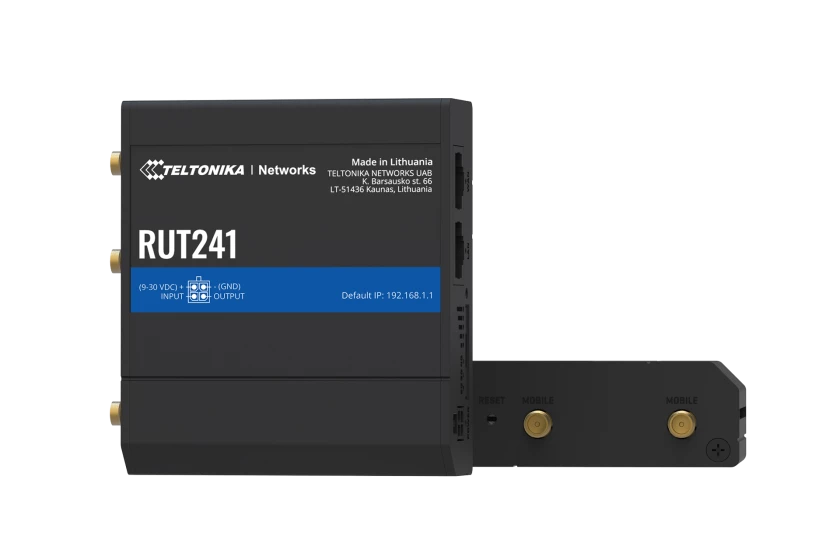 TELTONIKA | Networks
Made in Lithuania
TELTONIKA NETWORKS UAB
K. Barsausko st. 66
LT-51436 Kaunas, Lithuania
RUT241
(9-30 VDC) + - (GND)
INPUT OUTPUT
Default IP: 192.168.1.1
RESET MOBILE MOBILE